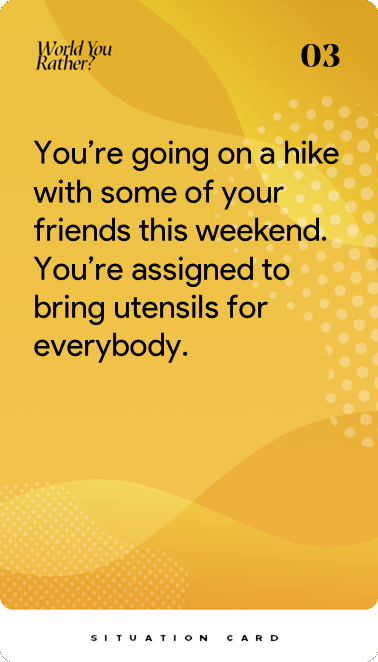 World You
Rather?
03
You’re going on a hike
with some of your
friends this weekend.
You’re assigned to
bring utensils for
everybody.
SITUATION CARD